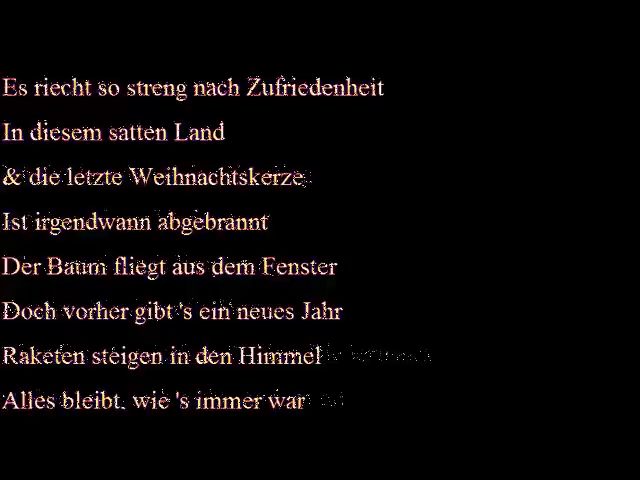 Es riecht so streng nach Zufriedenheit
In diesem satten Land
& die letzte Weihnachtskerze
Ist irgendwann abgebrannt
Der Baum fliegt aus dem Fenster
Doch vorher gibt 's ein neues Jahr
Raketen steigen in den Himmel
Alles bleibt, wie 's immer war